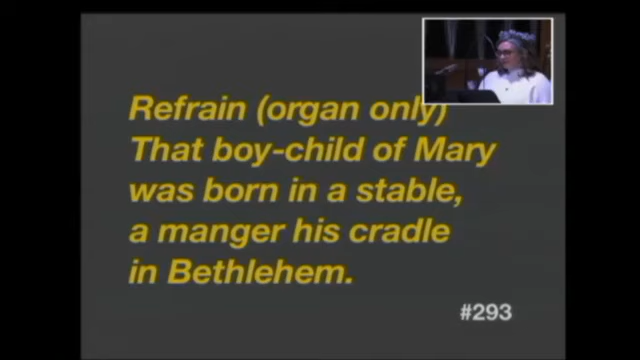 Refrain (organ only)
That boy-child of Mary
was born in a stable,
a manger his cradle
in Bethlehem.
#293